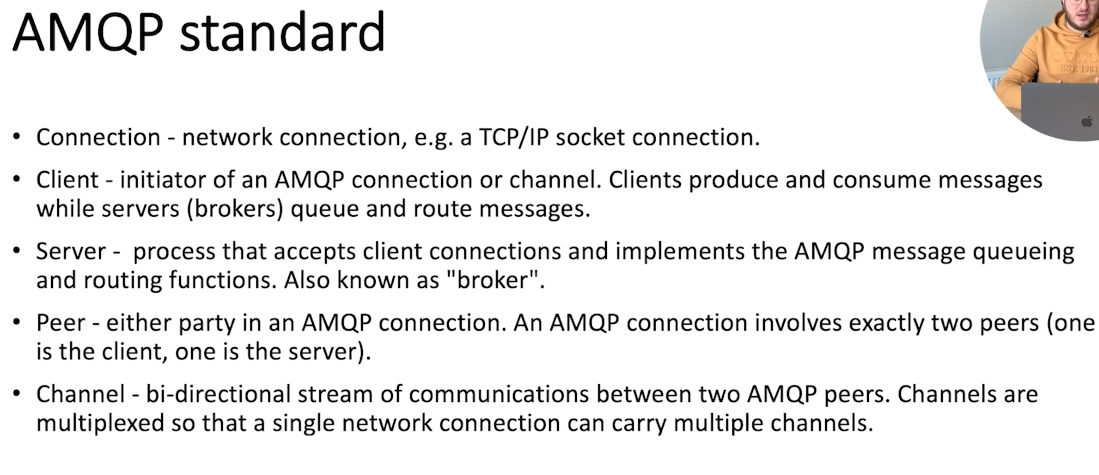 AMQP standard
• Connection - network connection, e.g. a TCP/IP socket connection.
• Client - initiator of an AMQP connection or channel. Clients produce and consume messages
while servers (brokers) queue and route messages.
• Server -  process that accepts client connections and implements the AMQP message queueing
and routing functions. Also known as "broker".
• Peer - either party in an AMQP connection. An AMQP connection involves exactly two peers (one
is the client, one is the server).
• Channel - bi-directional stream of communications between two AMQP peers. Channels are
multiplexed so that a single network connection can carry multiple channels.